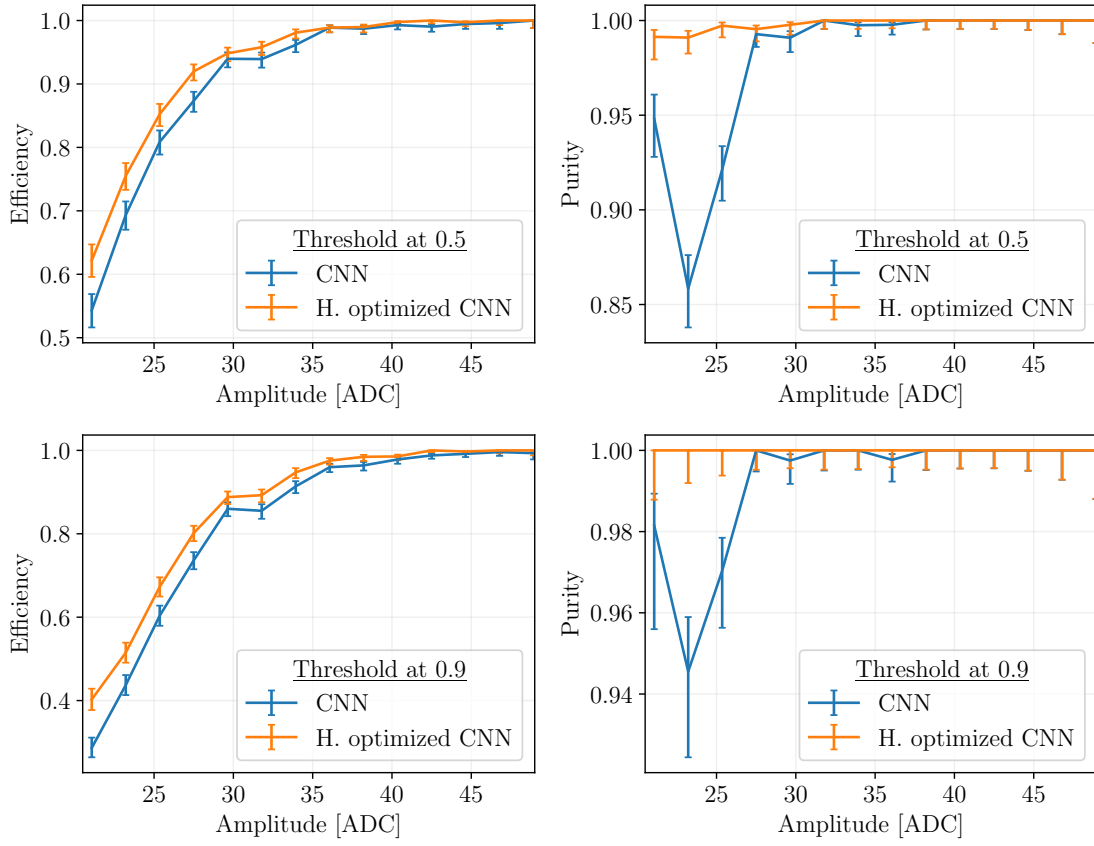 1.0
0.9
0.8
0.7
0.6
0.5
Efficiency
25 30 35 40 45
Amplitude [ADC]
Threshold at 0.5
CNN
H. optimized CNN
1.00
0.95
0.90
0.85
Purity
25 30 35 40 45
Amplitude [ADC]
Threshold at 0.5
CNN
H. optimized CNN
1.0
0.8
0.6
0.4
Efficiency
25 30 35 40 45
Amplitude [ADC]
Threshold at 0.9
CNN
H. optimized CNN
1.00
0.98
0.96
0.94
Purity
25 30 35 40 45
Amplitude [ADC]
Threshold at 0.9
CNN
H. optimized CNN